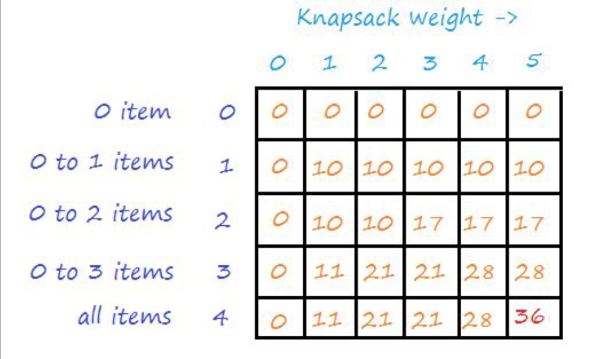 Knapsack weight ->
0 1 2 3 4 5
0 item 0 0 0 0 0 0 0
0 to 1 items 1 0 10 10 10 10 10
0 to 2 items 2 0 10 10 17 17 17
0 to 3 items 3 0 11 21 21 28 28
all items 4 0 11 21 21 28 36